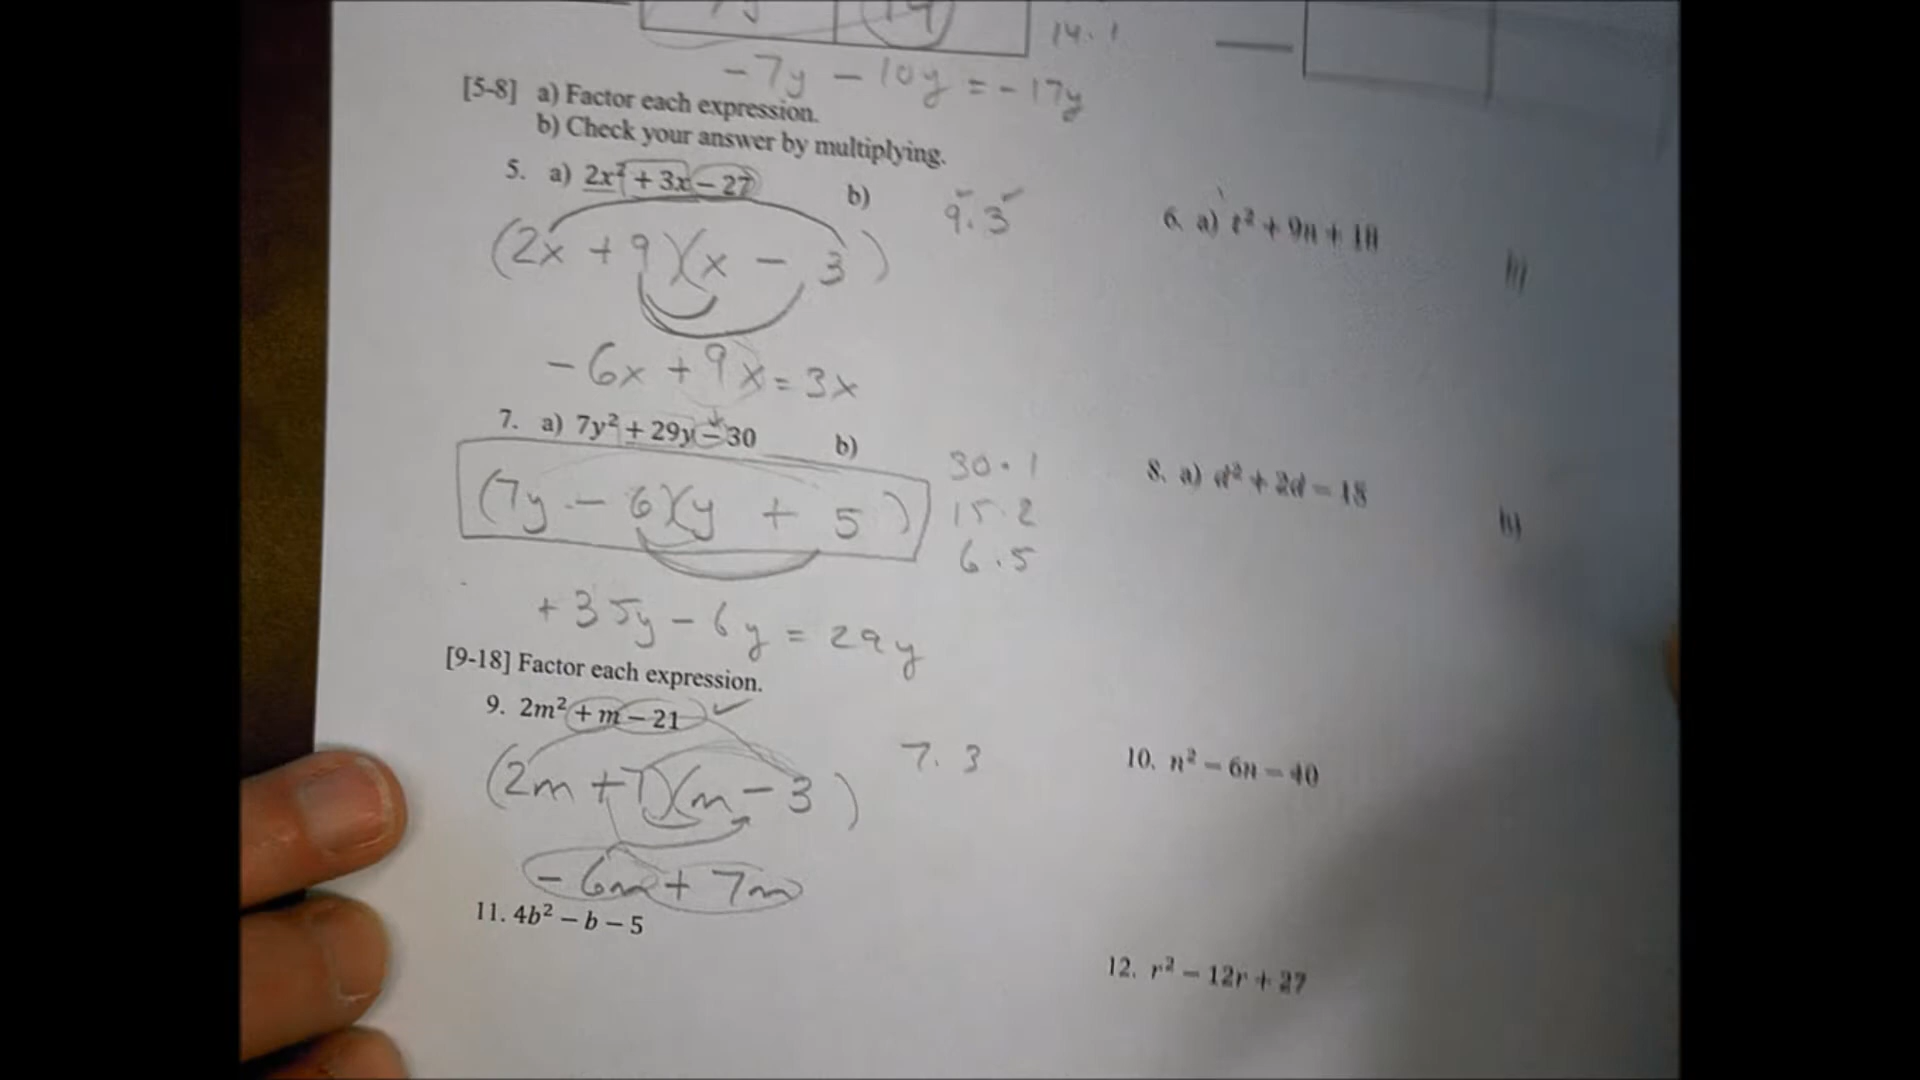 14 . 1
-7y - 10y = -17y
[5-8] a) Factor each expression.
b) Check your answer by multiplying.
5. a) 2x² + 3x - 27 b)
9 . 3
(2x + 9)(x - 3)
-6x + 9x = 3x
6. a) + 9n + 18
7. a) 7y² + 29y - 30 b)
30 . 1
15 . 2
6 . 5
(7y - 6)(y + 5)
+35y - 6y = 29y
8. a) d² + 2d - 18
b)
[9-18] Factor each expression.
9. 2m² + m - 21
7 . 3
(2m + 7)(m - 3)
-6m + 7m
10. n² - 6n - 40
11. 4b² - b - 5
12. r² - 12r + 27